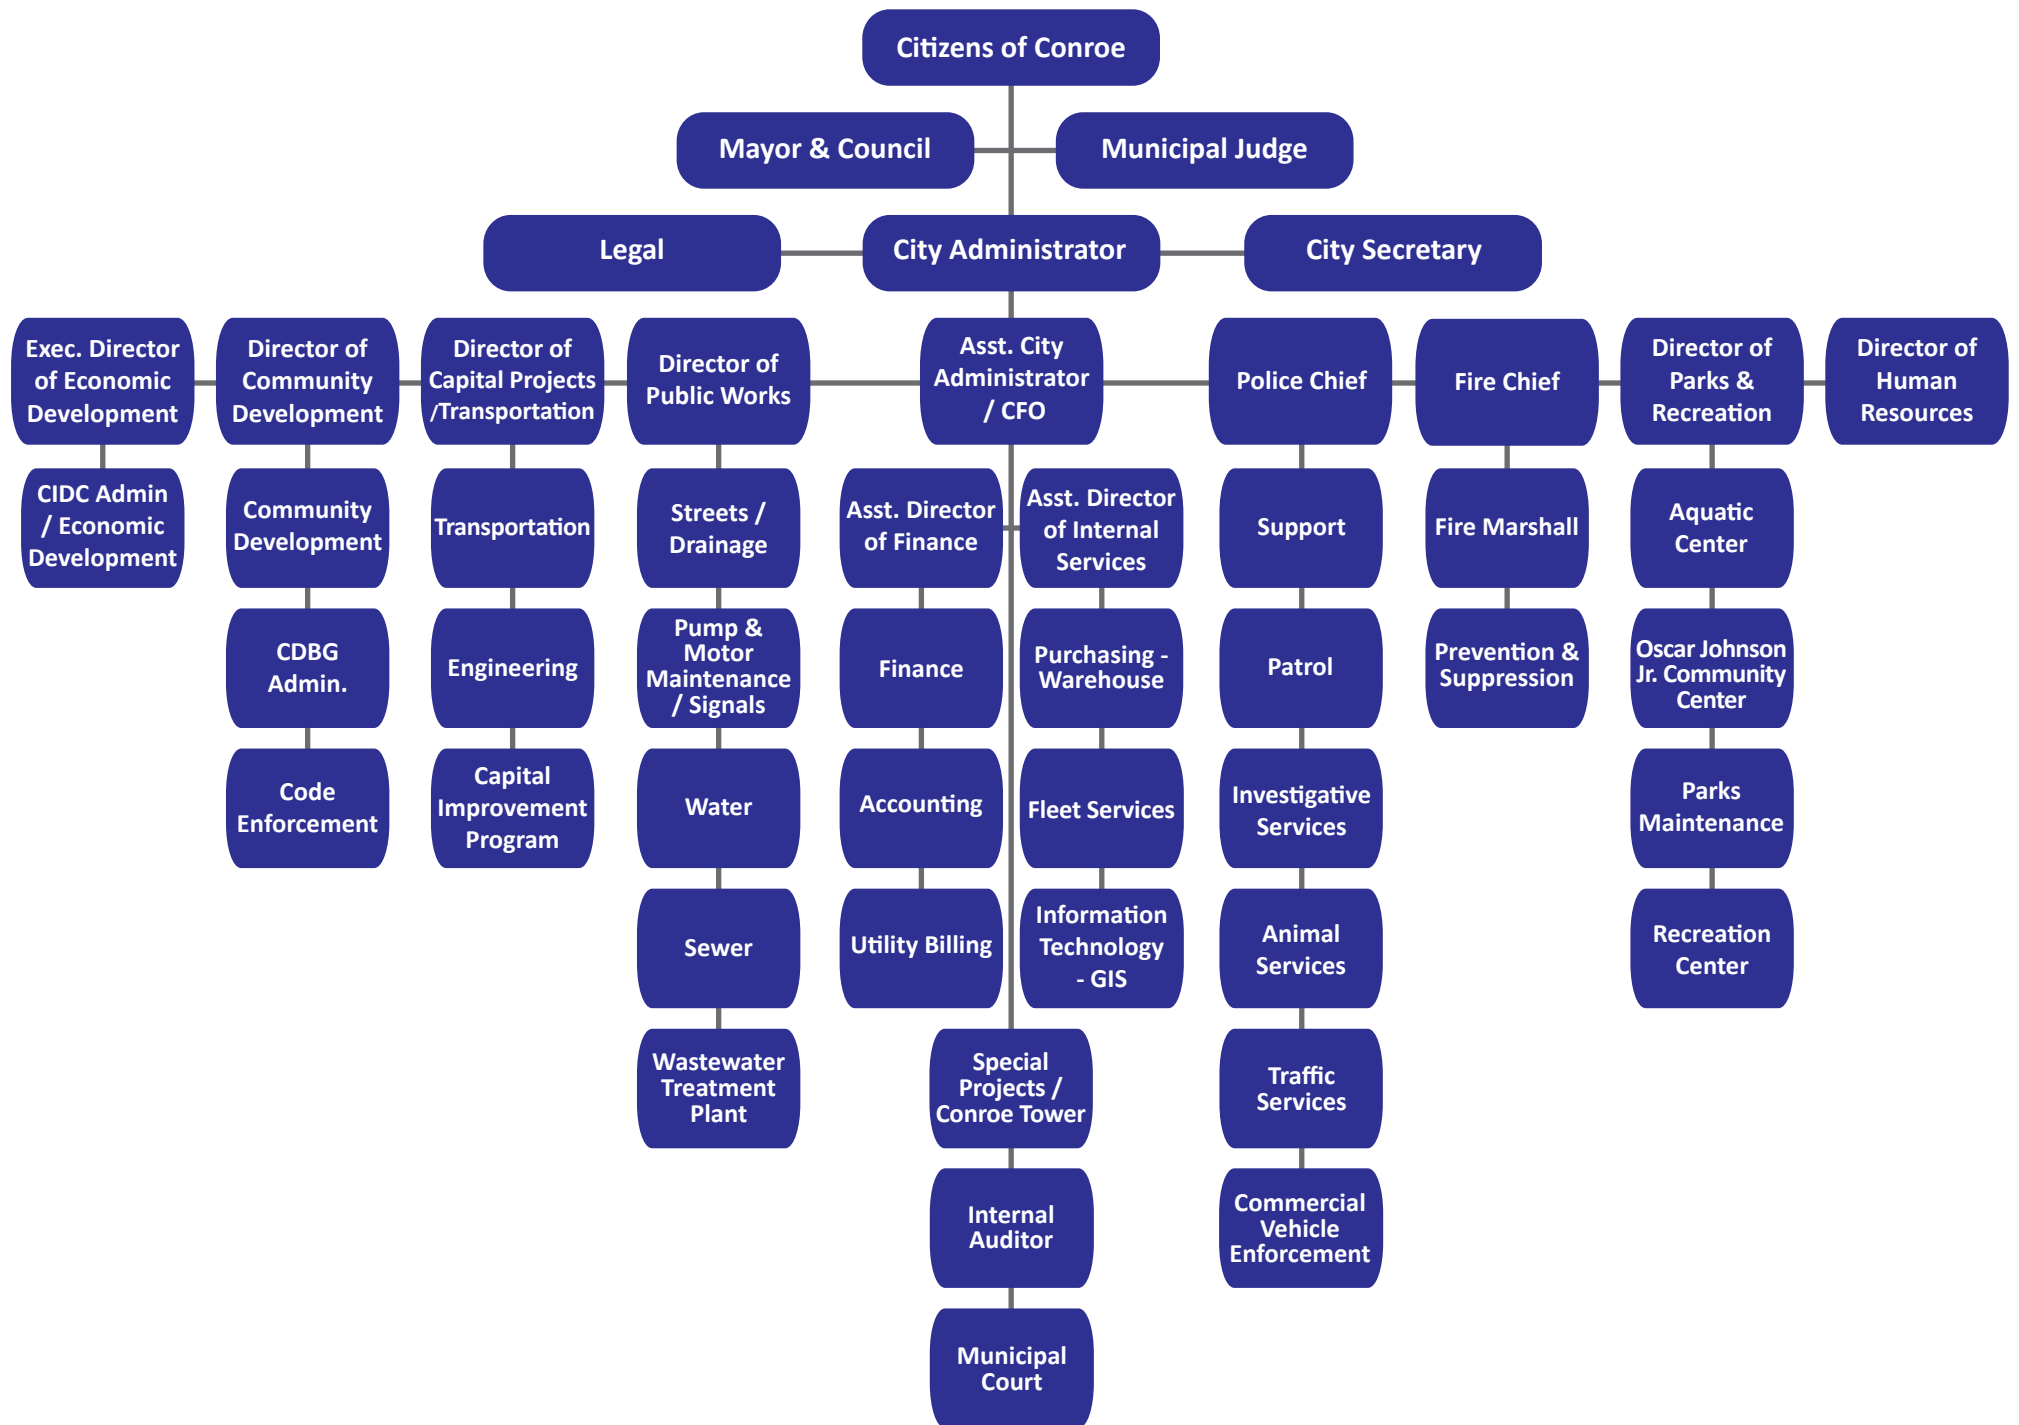 Citizens of Conroe
Mayor & Council
Municipal Judge
Legal
City Administrator
City Secretary
Exec. Director
of Economic
Development
Director of
Community
Development
Director of
Capital Projects
/Transportation
Director of
Public Works
Asst. City
Administrator
/ CFO
Police Chief
Fire Chief
Director of
Parks &
Recreation
Director of
Human
Resources
CIDC Admin
/ Economic
Development
Community
Development
Transportation
Streets /
Drainage
Asst. Director
of Finance
Asst. Director
of Internal
Services
Support
Fire Marshall
Aquatic
Center
CDBG
Admin.
Engineering
Pump &
Motor
Maintenance
/ Signals
Finance
Purchasing -
Warehouse
Patrol
Prevention &
Suppression
Oscar Johnson
Jr. Community
Center
Code
Enforcement
Capital
Improvement
Program
Water
Accounting
Fleet Services
Investigative
Services
Parks
Maintenance
Sewer
Utility Billing
Information
Technology
- GIS
Animal
Services
Recreation
Center
Wastewater
Treatment
Plant
Special
Projects /
Conroe Tower
Traffic
Services
Internal
Auditor
Commercial
Vehicle
Enforcement
Municipal
Court